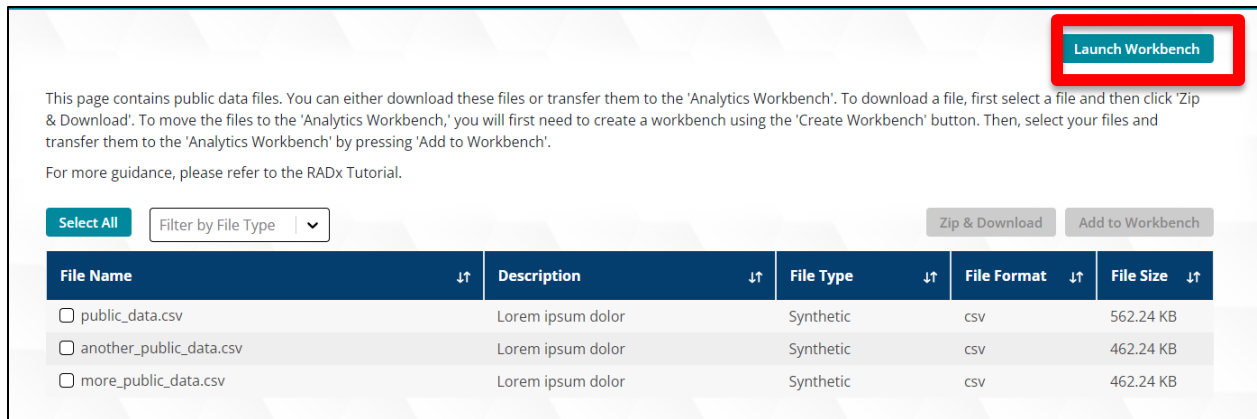 Launch Workbench
This page contains public data files. You can either download these files or transfer them to the 'Analytics Workbench'. To download a file, first select a file and then click 'Zip
& Download'. To move the files to the 'Analytics Workbench,' you will first need to create a workbench using the 'Create Workbench' button. Then, select your files and
transfer them to the 'Analytics Workbench' by pressing 'Add to Workbench'.
For more guidance, please refer to the RADx Tutorial.
Select All Filter by File Type Zip & Download Add to Workbench
File Name Description File Type File Format File Size
public_data.csv Lorem ipsum dolor Synthetic csv 562.24 KB
another_public_data.csv Lorem ipsum dolor Synthetic csv 462.24 KB
more_public_data.csv Lorem ipsum dolor Synthetic csv 462.24 KB